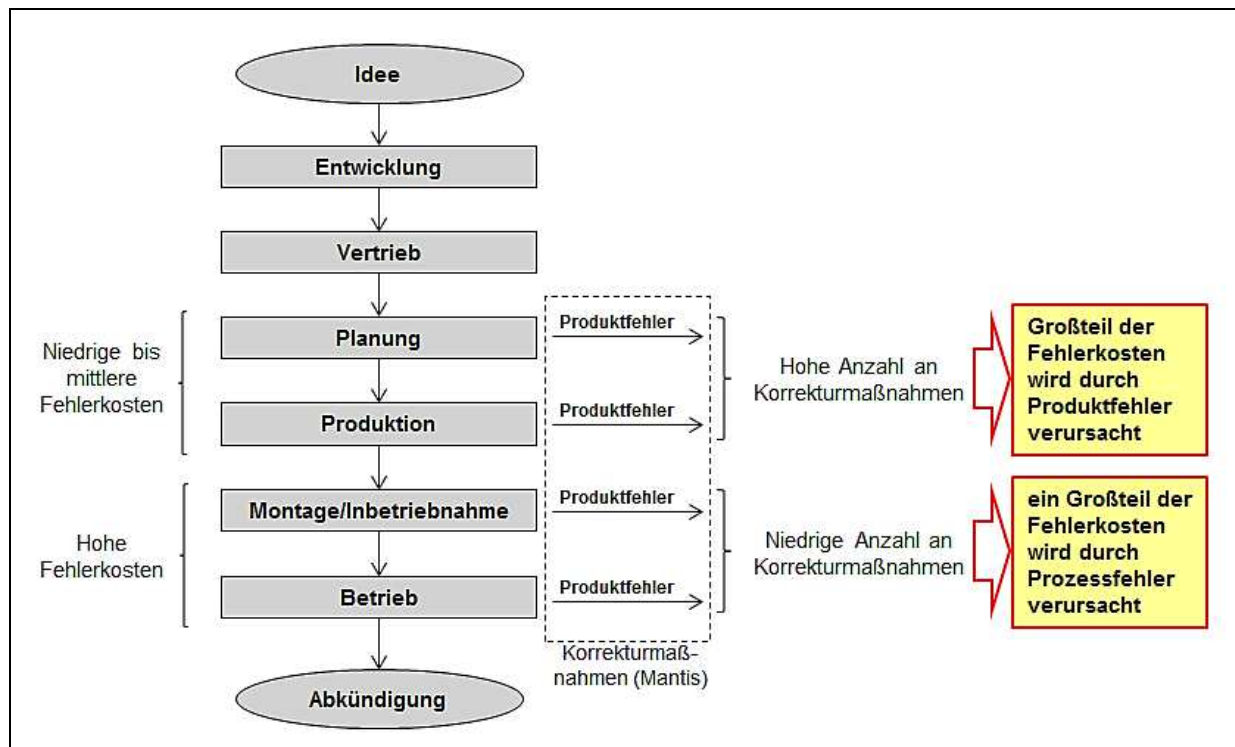 Idee
Entwicklung
Vertrieb
Niedrige bis
mittlere
Fehlerkosten
Planung
Produktion
Produktfehler
Produktfehler
Hohe Anzahl an
Korrekturmaßnahmen
Großteil der
Fehlerkosten
wird durch
Produktfehler
verursacht
Hohe
Fehlerkosten
Montage/Inbetriebnahme
Betrieb
Produktfehler
Produktfehler
Niedrige Anzahl an
Korrekturmaßnahmen
ein Großteil der
Fehlerkosten
wird durch
Prozessfehler
verursacht
Korrekturmaß-
nahmen (Mantis)
Abkündigung